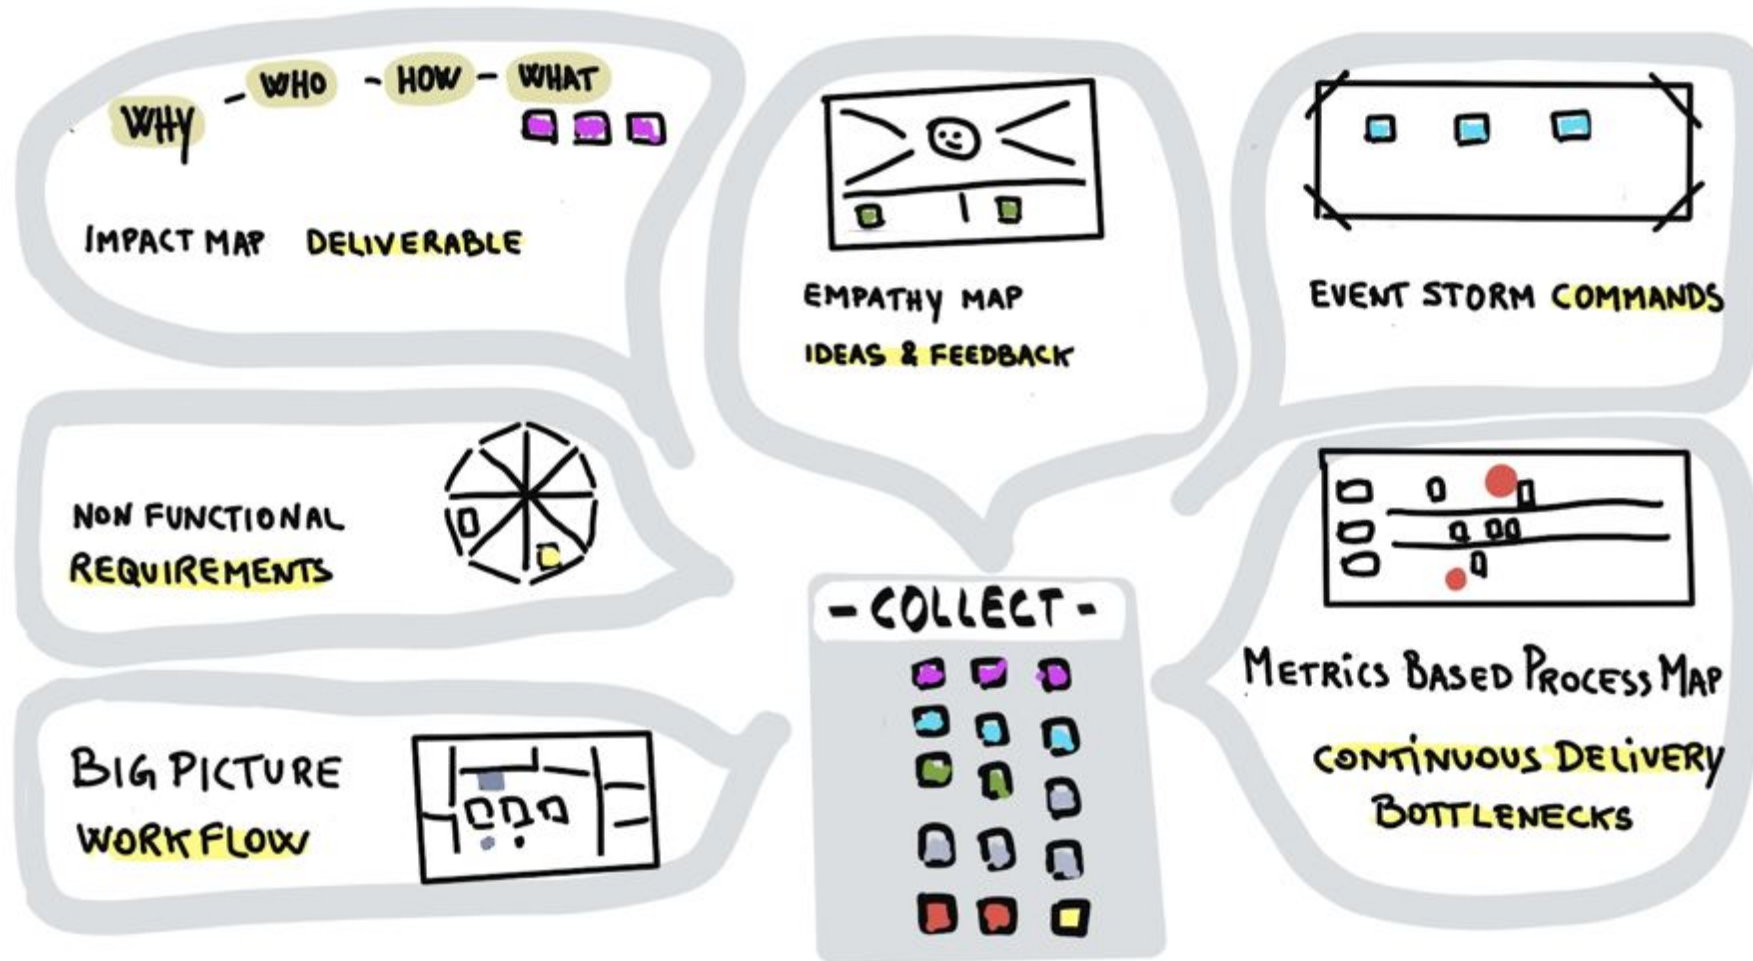 WHY - WHO - HOW - WHAT
IMPACT MAP DELIVERABLE
EMPATHY MAP
IDEAS & FEEDBACK
EVENT STORM COMMANDS
NON FUNCTIONAL
REQUIREMENTS
BIG PICTURE
WORKFLOW
- COLLECT -
METRICS BASED PROCESS MAP
CONTINUOUS DELIVERY
BOTTLENECKS